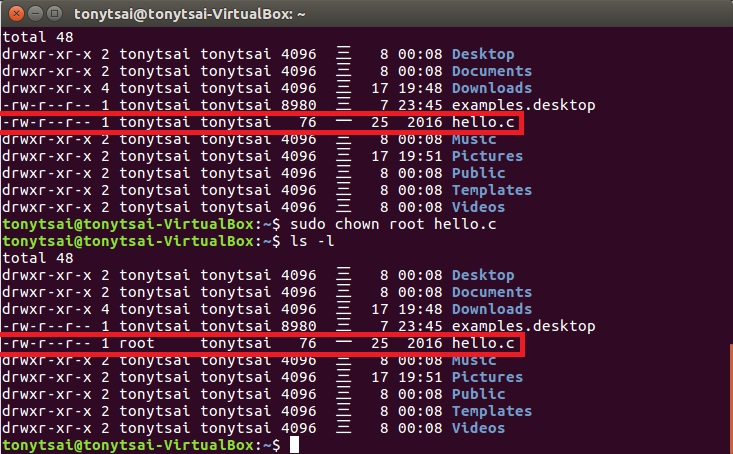 tonytsai@tonytsai-VirtualBox: ~
total 48
drwxr-xr-x 2 tonytsai tonytsai 4096 三 8 00:08 Desktop
drwxr-xr-x 2 tonytsai tonytsai 4096 三 8 00:08 Documents
drwxr-xr-x 4 tonytsai tonytsai 4096 三 17 19:48 Downloads
-rw-r--r-- 1 tonytsai tonytsai 8980 三 7 23:45 examples.desktop
-rw-r--r-- 1 tonytsai tonytsai 76 一 25 2016 hello.c
drwxr-xr-x 2 tonytsai tonytsai 4096 三 8 00:08 Music
drwxr-xr-x 2 tonytsai tonytsai 4096 三 17 19:51 Pictures
drwxr-xr-x 2 tonytsai tonytsai 4096 三 8 00:08 Public
drwxr-xr-x 2 tonytsai tonytsai 4096 三 8 00:08 Templates
drwxr-xr-x 2 tonytsai tonytsai 4096 三 8 00:08 Videos
tonytsai@tonytsai-VirtualBox:~$ sudo chown root hello.c
tonytsai@tonytsai-VirtualBox:~$ ls -l
total 48
drwxr-xr-x 2 tonytsai tonytsai 4096 三 8 00:08 Desktop
drwxr-xr-x 2 tonytsai tonytsai 4096 三 8 00:08 Documents
drwxr-xr-x 4 tonytsai tonytsai 4096 三 17 19:48 Downloads
-rw-r--r-- 1 tonytsai tonytsai 8980 三 7 23:45 examples.desktop
-rw-r--r-- 1 root tonytsai 76 一 25 2016 hello.c
drwxr-xr-x 2 tonytsai tonytsai 4096 三 8 00:08 Music
drwxr-xr-x 2 tonytsai tonytsai 4096 三 17 19:51 Pictures
drwxr-xr-x 2 tonytsai tonytsai 4096 三 8 00:08 Public
drwxr-xr-x 2 tonytsai tonytsai 4096 三 8 00:08 Templates
drwxr-xr-x 2 tonytsai tonytsai 4096 三 8 00:08 Videos
tonytsai@tonytsai-VirtualBox:~$